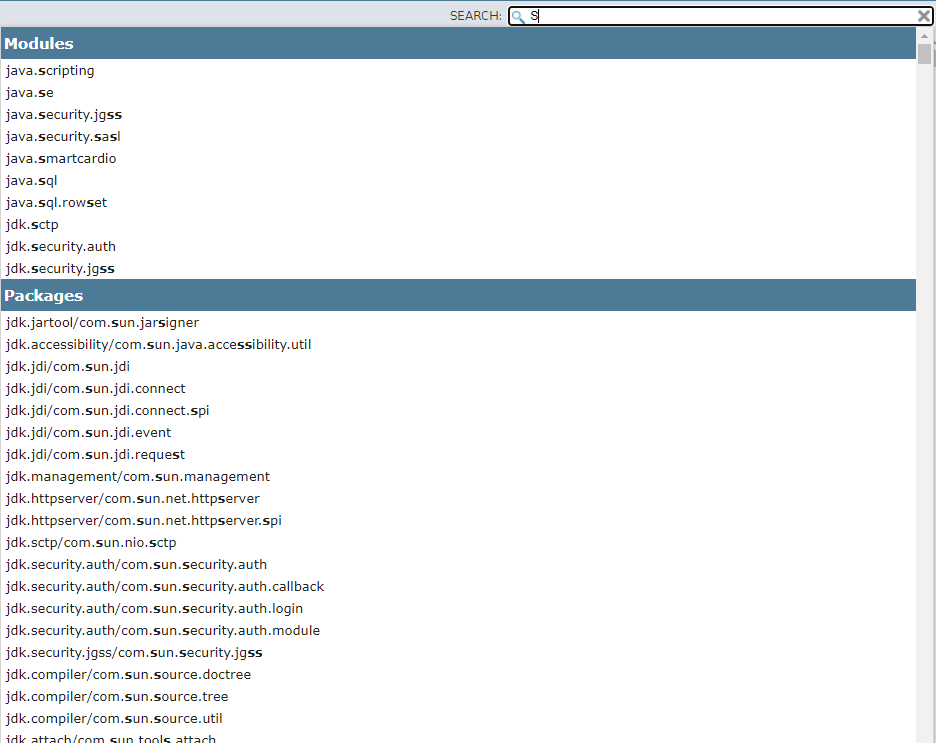 SEARCH: S
Modules
java.scripting
java.se
java.security.jgss
java.security.sasl
java.smartcardio
java.sql
java.sql.rowset
jdk.sctp
jdk.security.auth
jdk.security.jgss
Packages
jdk.jartool/com.sun.jarsigner
jdk.accessibility/com.sun.java.accessibility.util
jdk.jdi/com.sun.jdi
jdk.jdi/com.sun.jdi.connect
jdk.jdi/com.sun.jdi.connect.spi
jdk.jdi/com.sun.jdi.event
jdk.jdi/com.sun.jdi.request
jdk.management/com.sun.management
jdk.httpserver/com.sun.net.httpserver
jdk.httpserver/com.sun.net.httpserver.spi
jdk.sctp/com.sun.nio.sctp
jdk.security.auth/com.sun.security.auth
jdk.security.auth/com.sun.security.auth.callback
jdk.security.auth/com.sun.security.auth.login
jdk.security.auth/com.sun.security.auth.module
jdk.security.jgss/com.sun.security.jgss
jdk.compiler/com.sun.source.doctree
jdk.compiler/com.sun.source.tree
jdk.compiler/com.sun.source.util
jdk.attach/com.sun.tools.attach